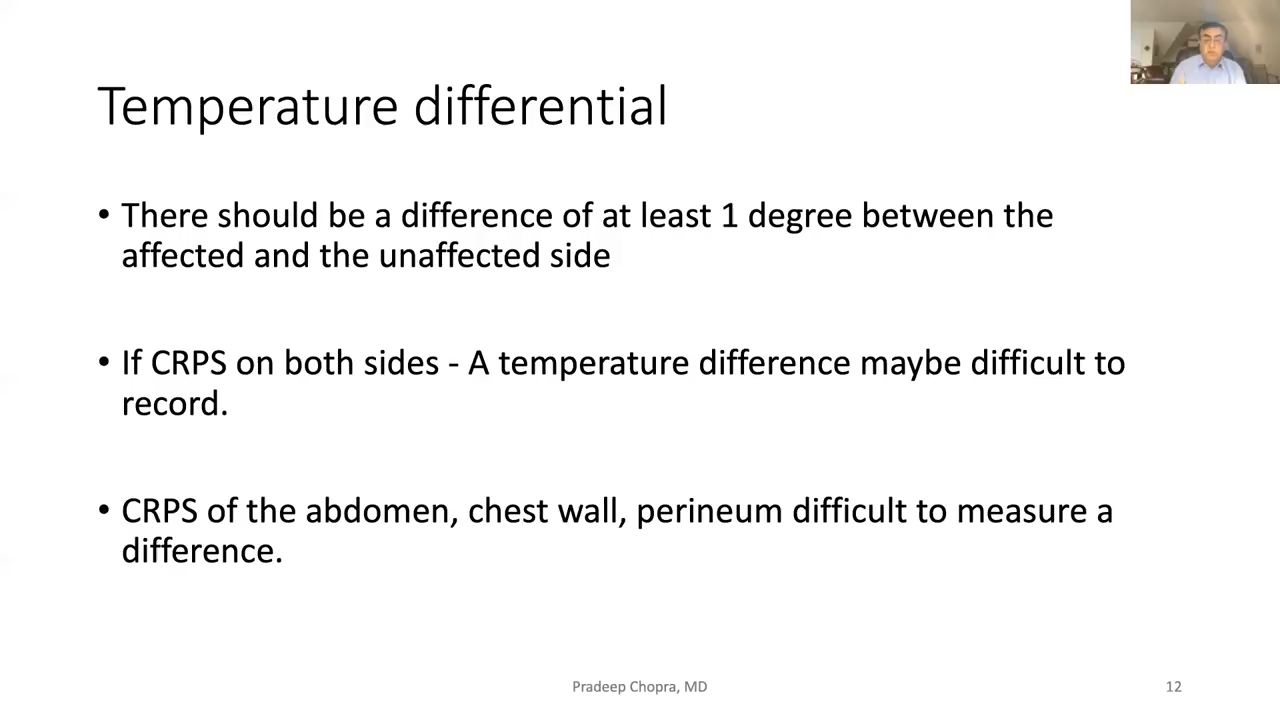 Temperature differential
• There should be a difference of at least 1 degree between the
affected and the unaffected side
• If CRPS on both sides - A temperature difference maybe difficult to
record.
• CRPS of the abdomen, chest wall, perineum difficult to measure a
difference.
Pradeep Chopra, MD
12